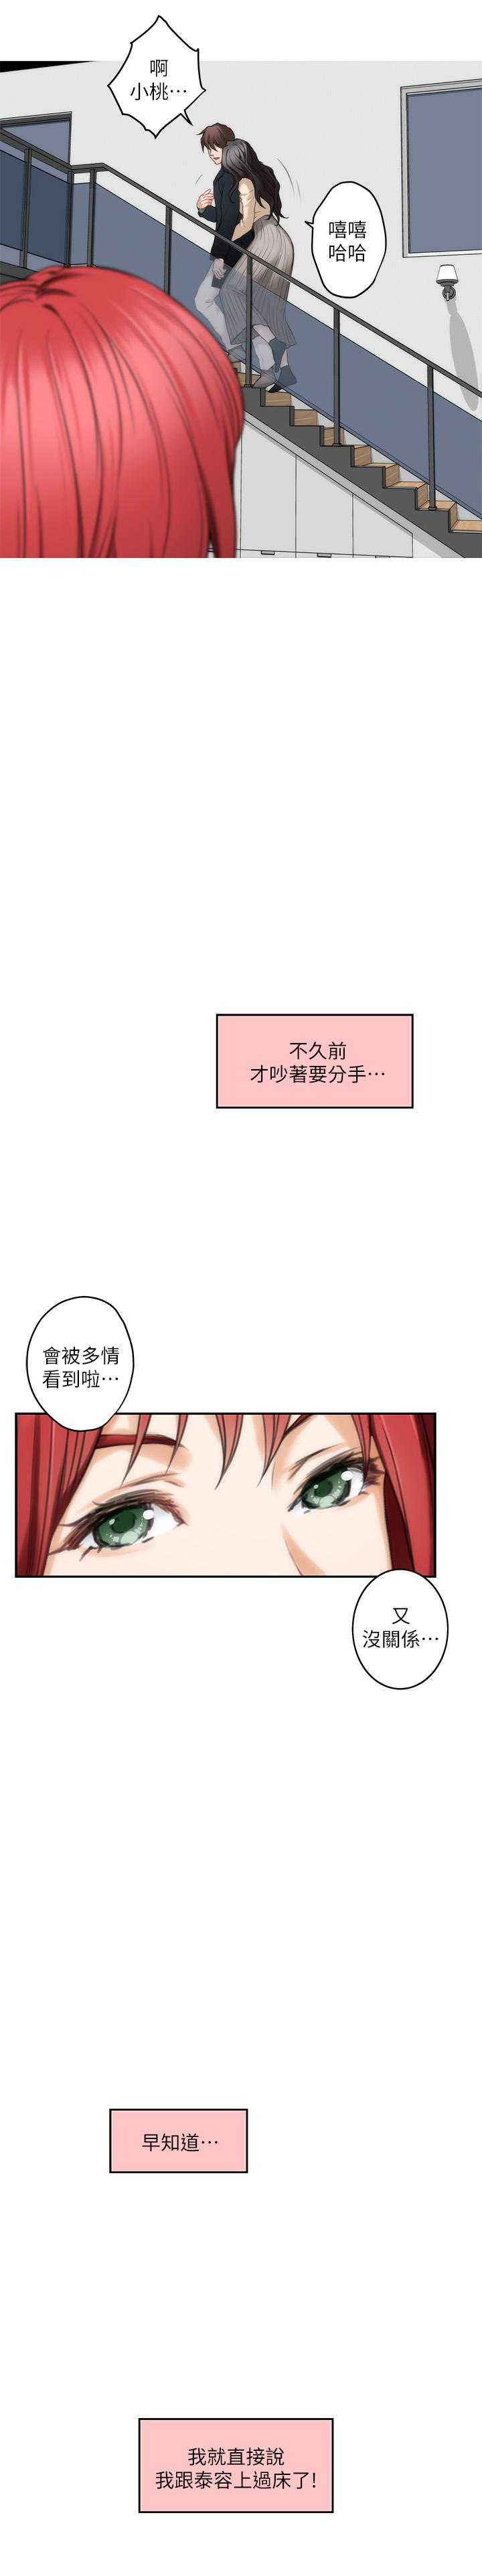 啊
小桃…
嘻嘻
哈哈
不久前
才吵著要分手…
會被多情
看到啦…
又
沒關係…
早知道…
我就直接說
我跟泰容上過床了!